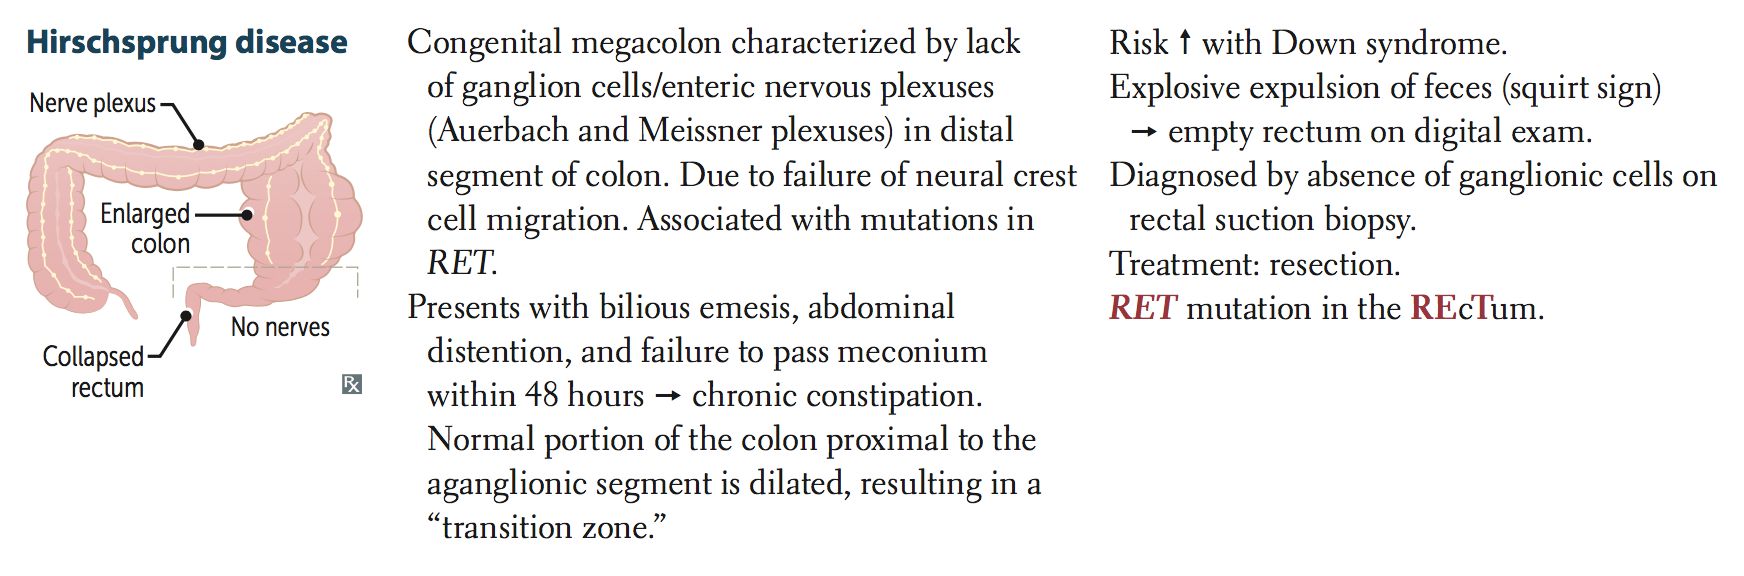 Hirschsprung disease
Nerve plexus
Enlarged
colon
No nerves
Collapsed
rectum
Rx
Congenital megacolon characterized by lack
of ganglion cells/enteric nervous plexuses
(Auerbach and Meissner plexuses) in distal
segment of colon. Due to failure of neural crest
cell migration. Associated with mutations in
RET.
Presents with bilious emesis, abdominal
distention, and failure to pass meconium
within 48 hours → chronic constipation.
Normal portion of the colon proximal to the
aganglionic segment is dilated, resulting in a
“transition zone.”
Risk ↑ with Down syndrome.
Explosive expulsion of feces (squirt sign)
→ empty rectum on digital exam.
Diagnosed by absence of ganglionic cells on
rectal suction biopsy.
Treatment: resection.
RET mutation in the REcTum.